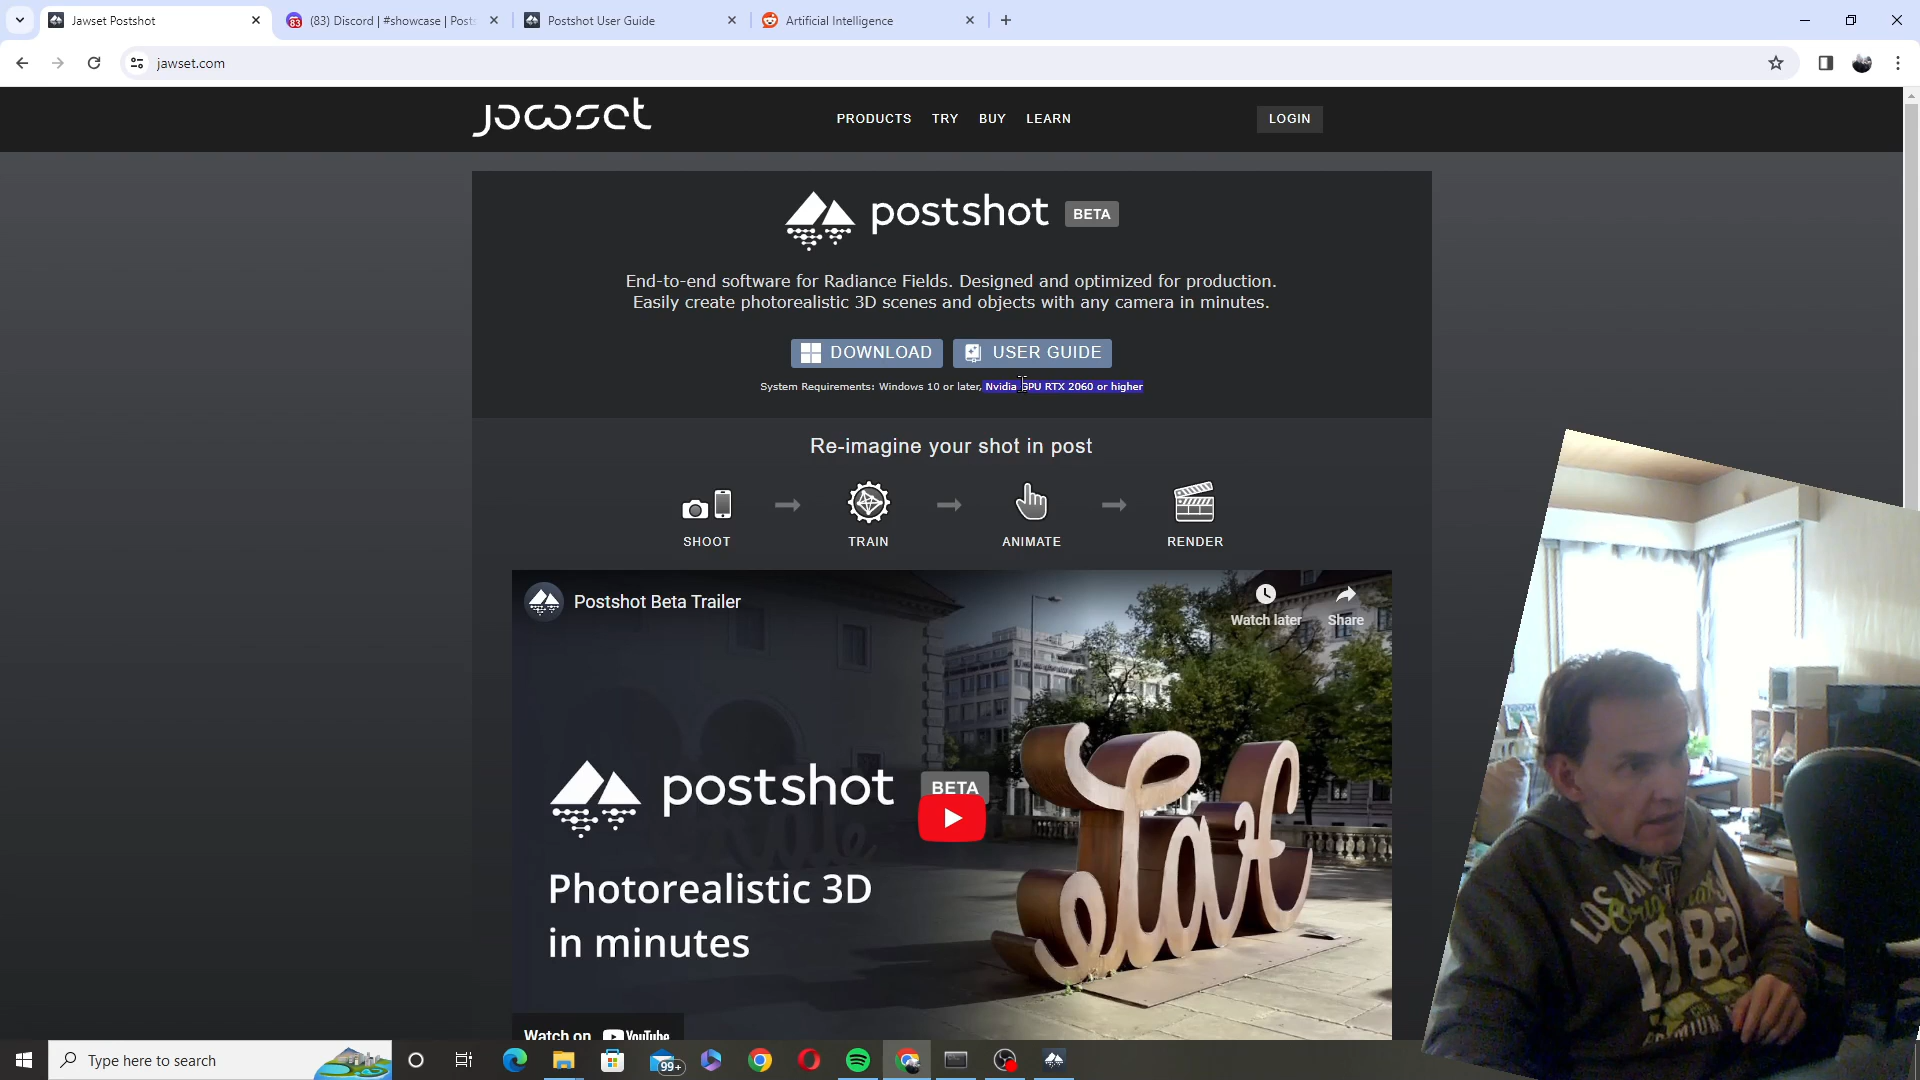 Jawset Postshot
(83) Discord | #showcase | Posts
Postshot User Guide
Artificial Intelligence
jawset.com
jawset
PRODUCTS TRY BUY LEARN
LOGIN
postshot BETA
End-to-end software for Radiance Fields. Designed and optimized for production.
Easily create photorealistic 3D scenes and objects with any camera in minutes.
DOWNLOAD USER GUIDE
System Requirements: Windows 10 or later, Nvidia GPU RTX 2060 or higher
Re-imagine your shot in post
SHOOT TRAIN ANIMATE RENDER
Postshot Beta Trailer
Watch later Share
postshot BETA
Photorealistic 3D
in minutes
Watch on YouTube
LOS AN
1982
Type here to search
99+